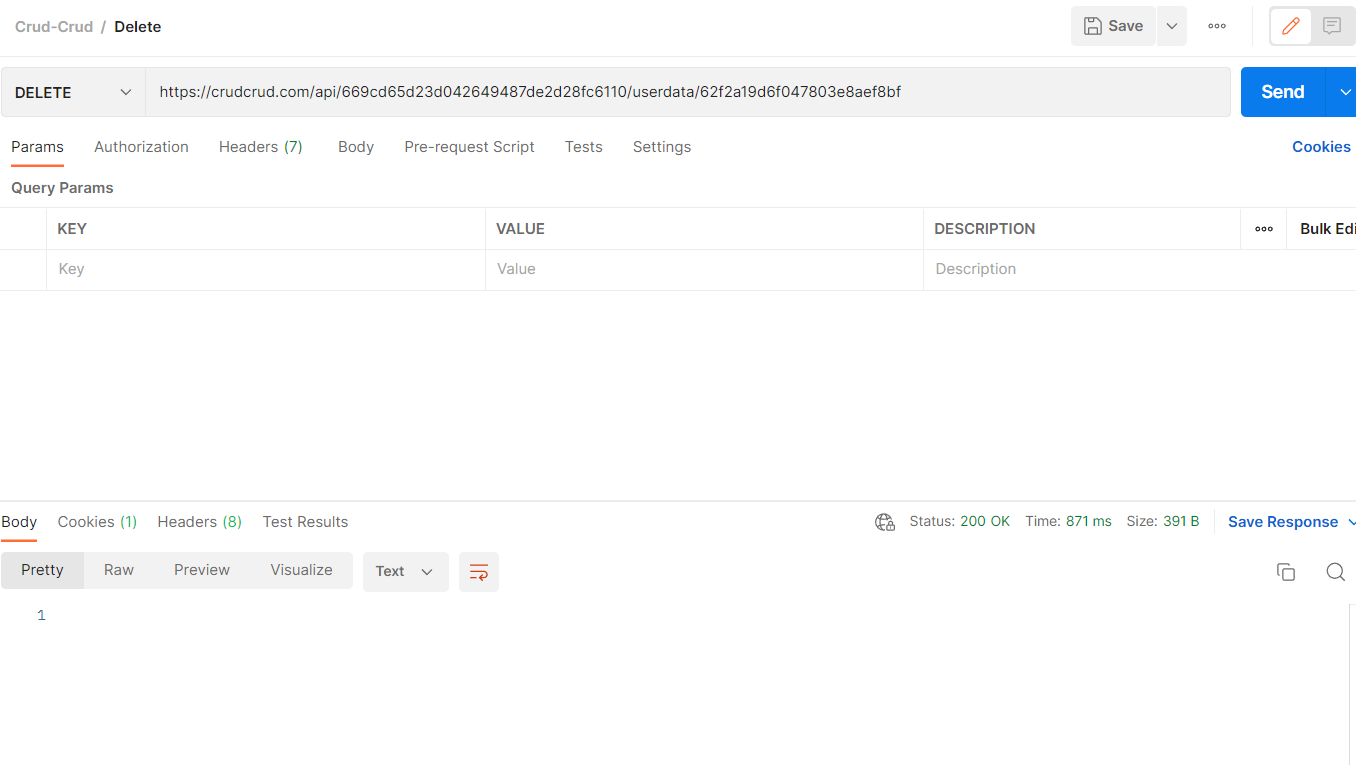 Crud-Crud / Delete
Save
DELETE
https://crudcrud.com/api/669cd65d23d042649487de2d28fc6110/userdata/62f2a19d6f047803e8aef8bf
Send
Params Authorization Headers (7) Body Pre-request Script Tests Settings Cookies
Query Params
KEY VALUE DESCRIPTION Bulk Edi
Key Value Description
Body Cookies (1) Headers (8) Test Results Status: 200 OK Time: 871 ms Size: 391 B Save Response
Pretty Raw Preview Visualize Text
1